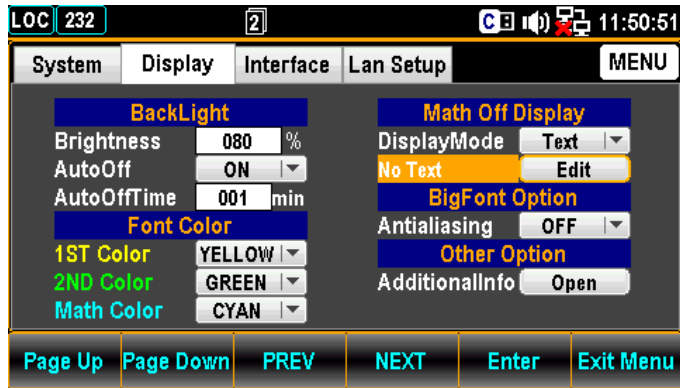 LOC 232 2 C 11:50:51
System Display Interface Lan Setup MENU
BackLight
Brightness 080 %
AutoOff ON
AutoOffTime 001 min
Font Color
1ST Color YELLOW
2ND Color GREEN
Math Color CYAN
Math Off Display
DisplayMode Text
No Text Edit
BigFont Option
Antialiasing OFF
Other Option
AdditionalInfo Open
Page Up Page Down PREV NEXT Enter Exit Menu